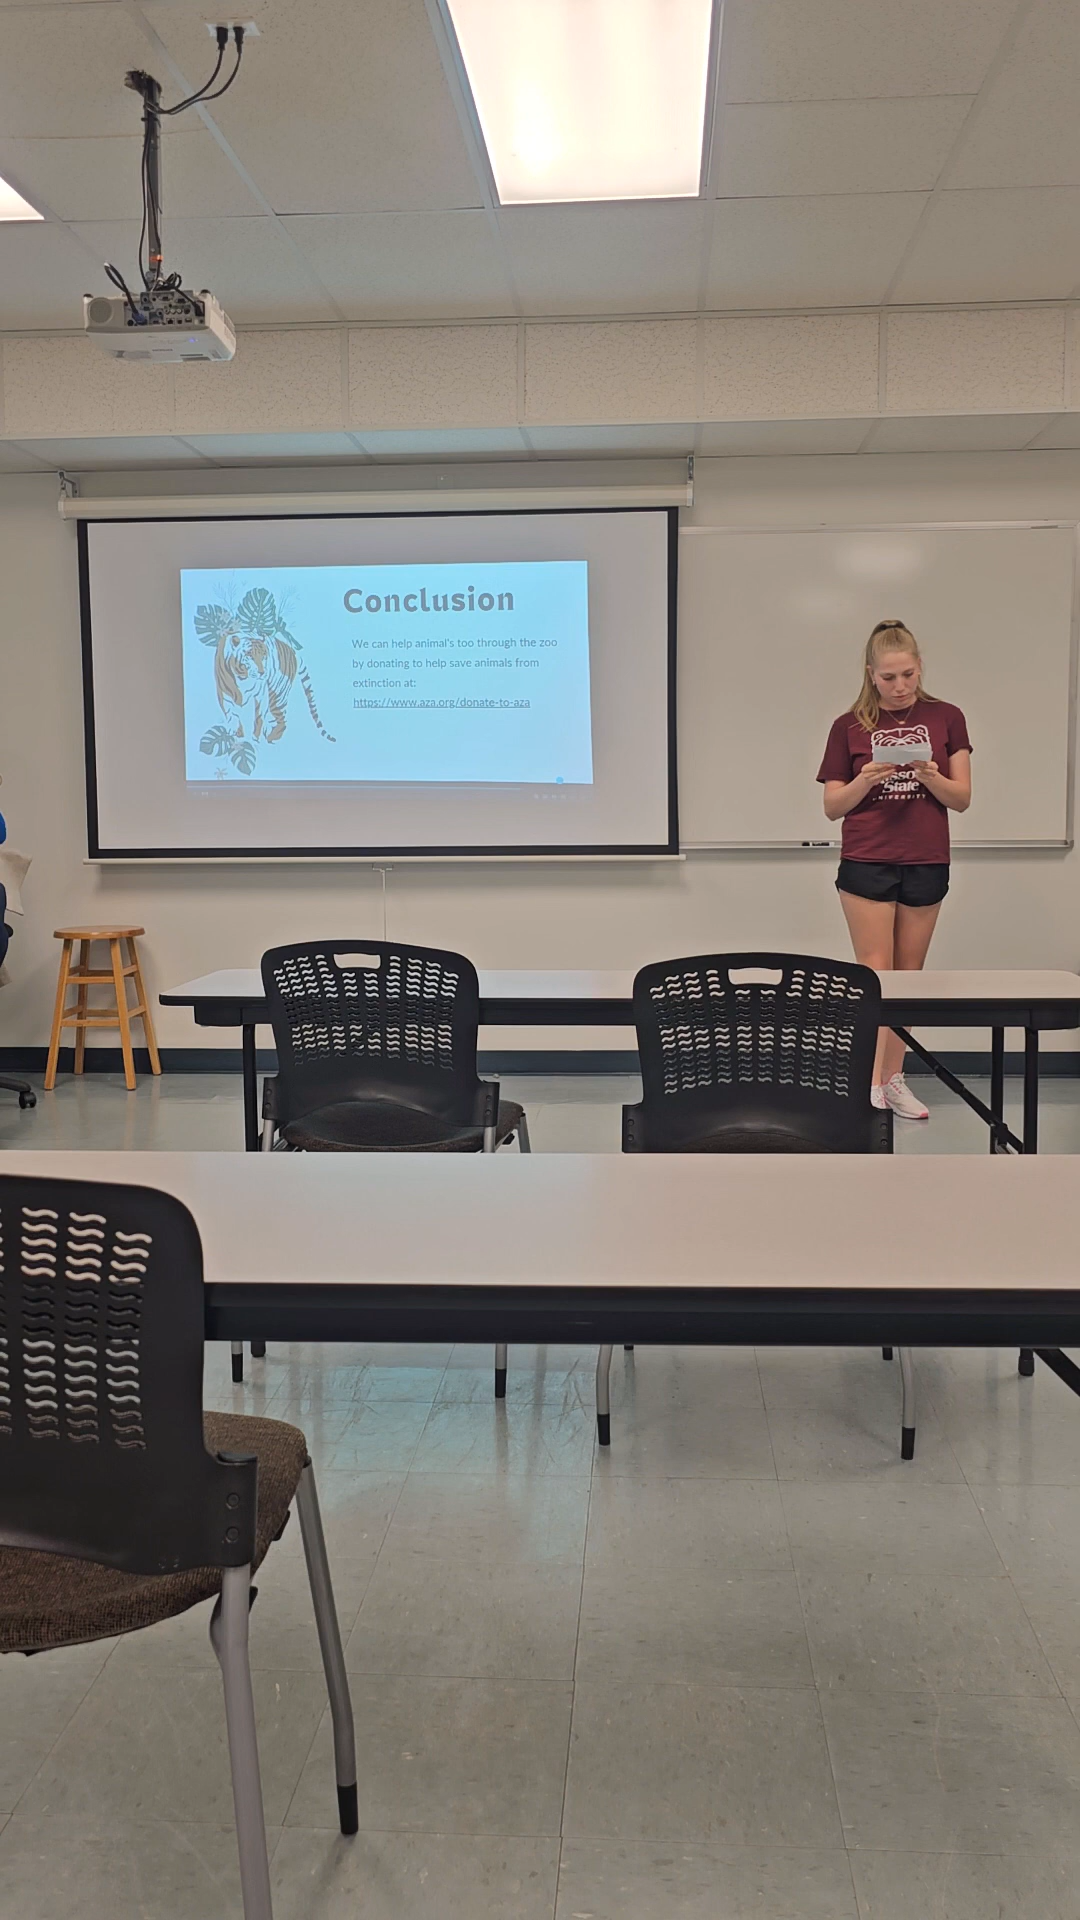 Conclusion
We can help animal's too through the zoo
by donating to help save animals from
extinction at:
https://www.aza.org/donate-to-aza
State
UNIVERSITY